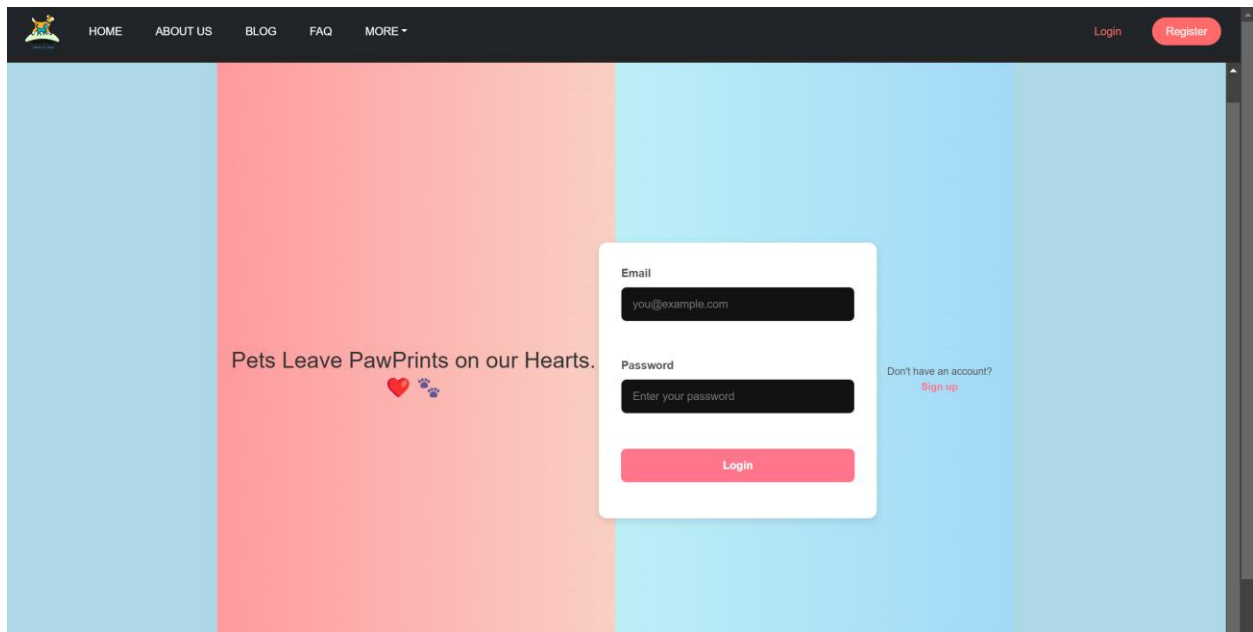 HOME ABOUT US BLOG FAQ MORE Login Register
Pets Leave PawPrints on our Hearts.
❤️ 🐾
Email
you@example.com
Password
Enter your password
Login
Don't have an account?
Sign up